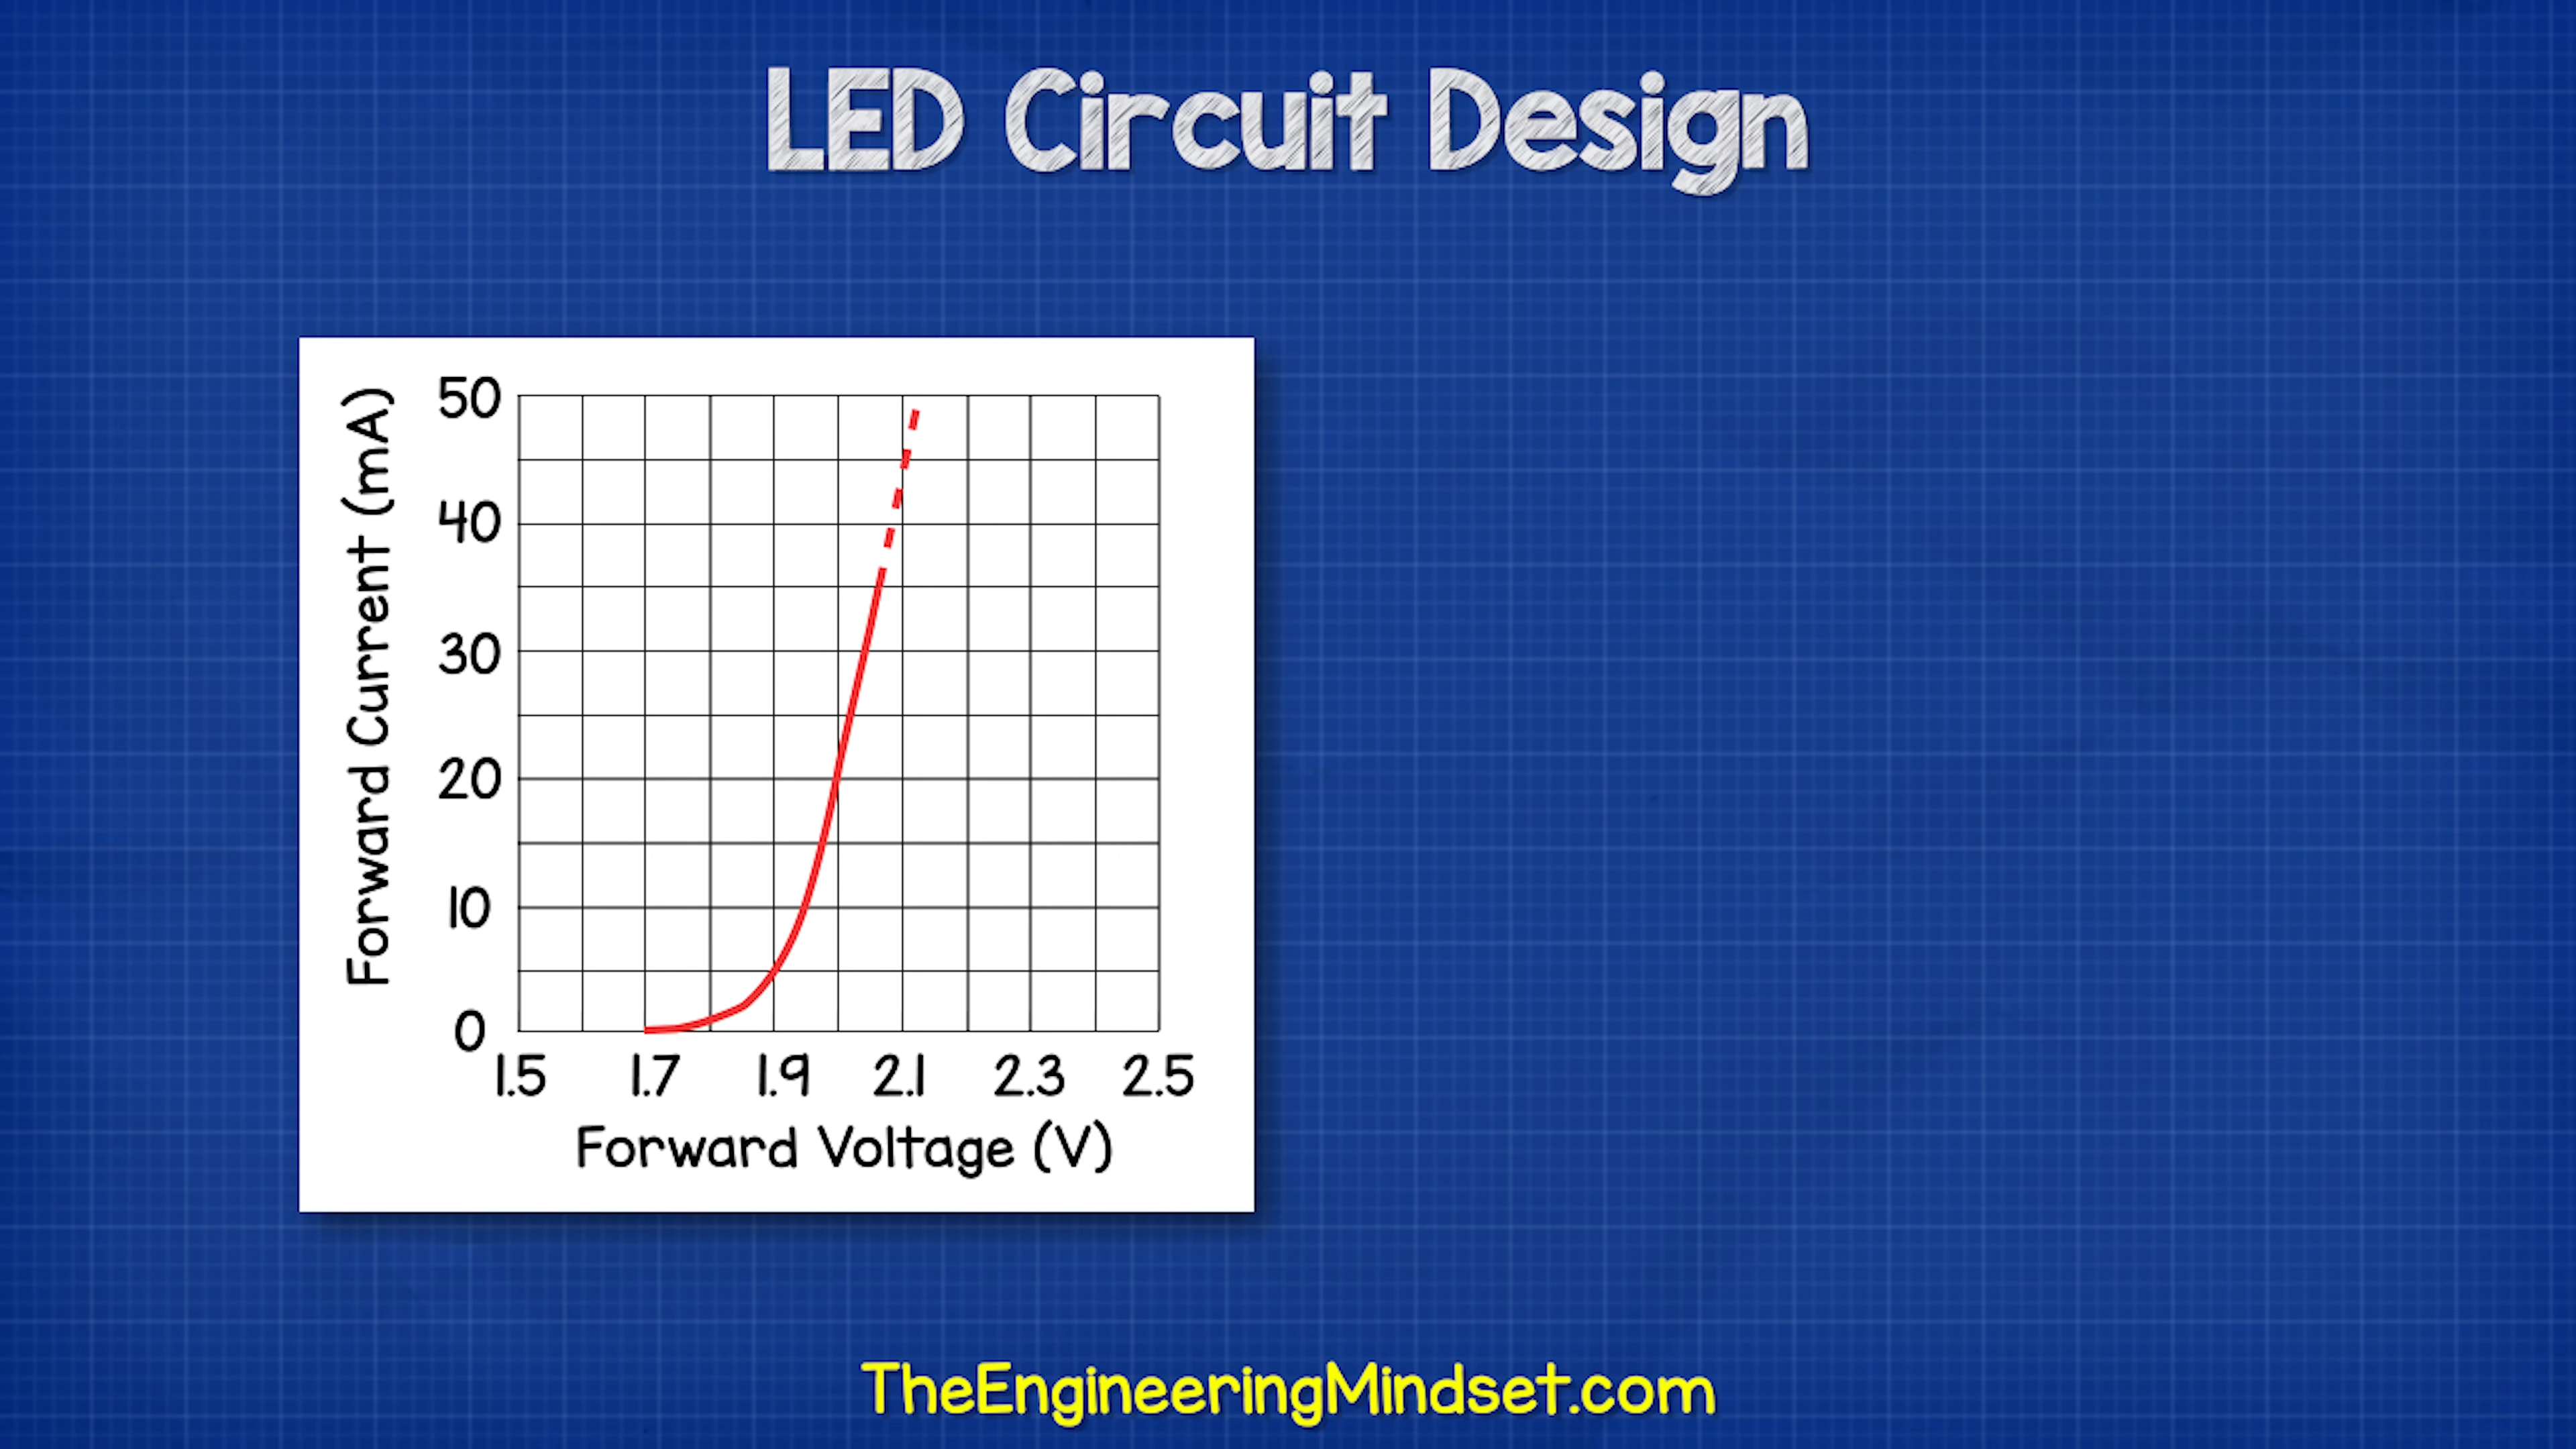 LED Circuit Design
Forward Current (mA)
50
40
30
20
10
0
1.5 1.7 1.9 2.1 2.3 2.5
Forward Voltage (V)
TheEngineeringMindset.com